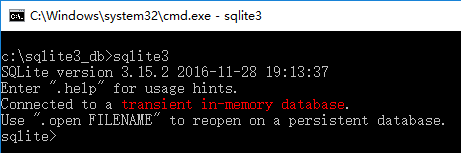 C:\Windows\system32\cmd.exe - sqlite3
c:\sqlite3_db>sqlite3
SQLite version 3.15.2 2016-11-28 19:13:37
Enter ".help" for usage hints.
Connected to a transient in-memory database.
Use ".open FILENAME" to reopen on a persistent database.
sqlite>